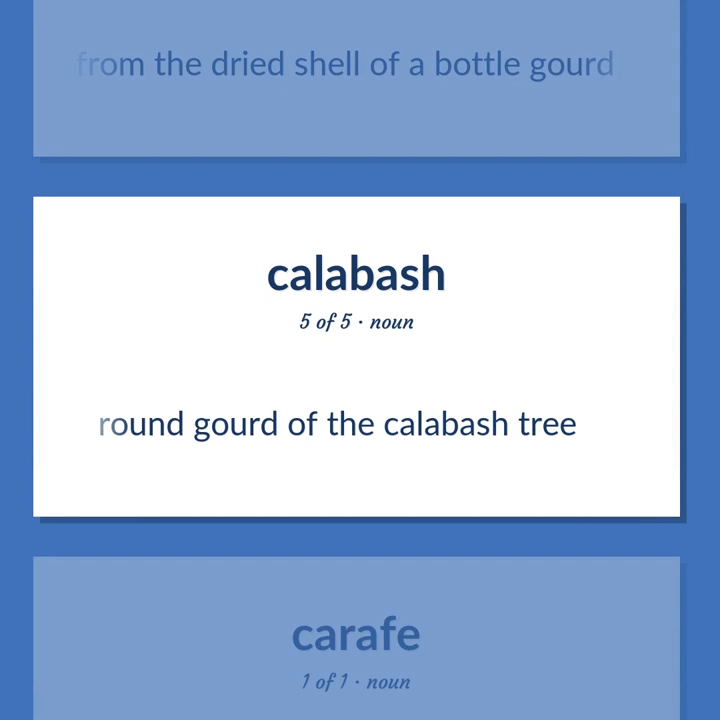 from the dried shell of a bottle gourd
calabash
5 of 5 · noun
round gourd of the calabash tree
carafe
1 of 1 · noun